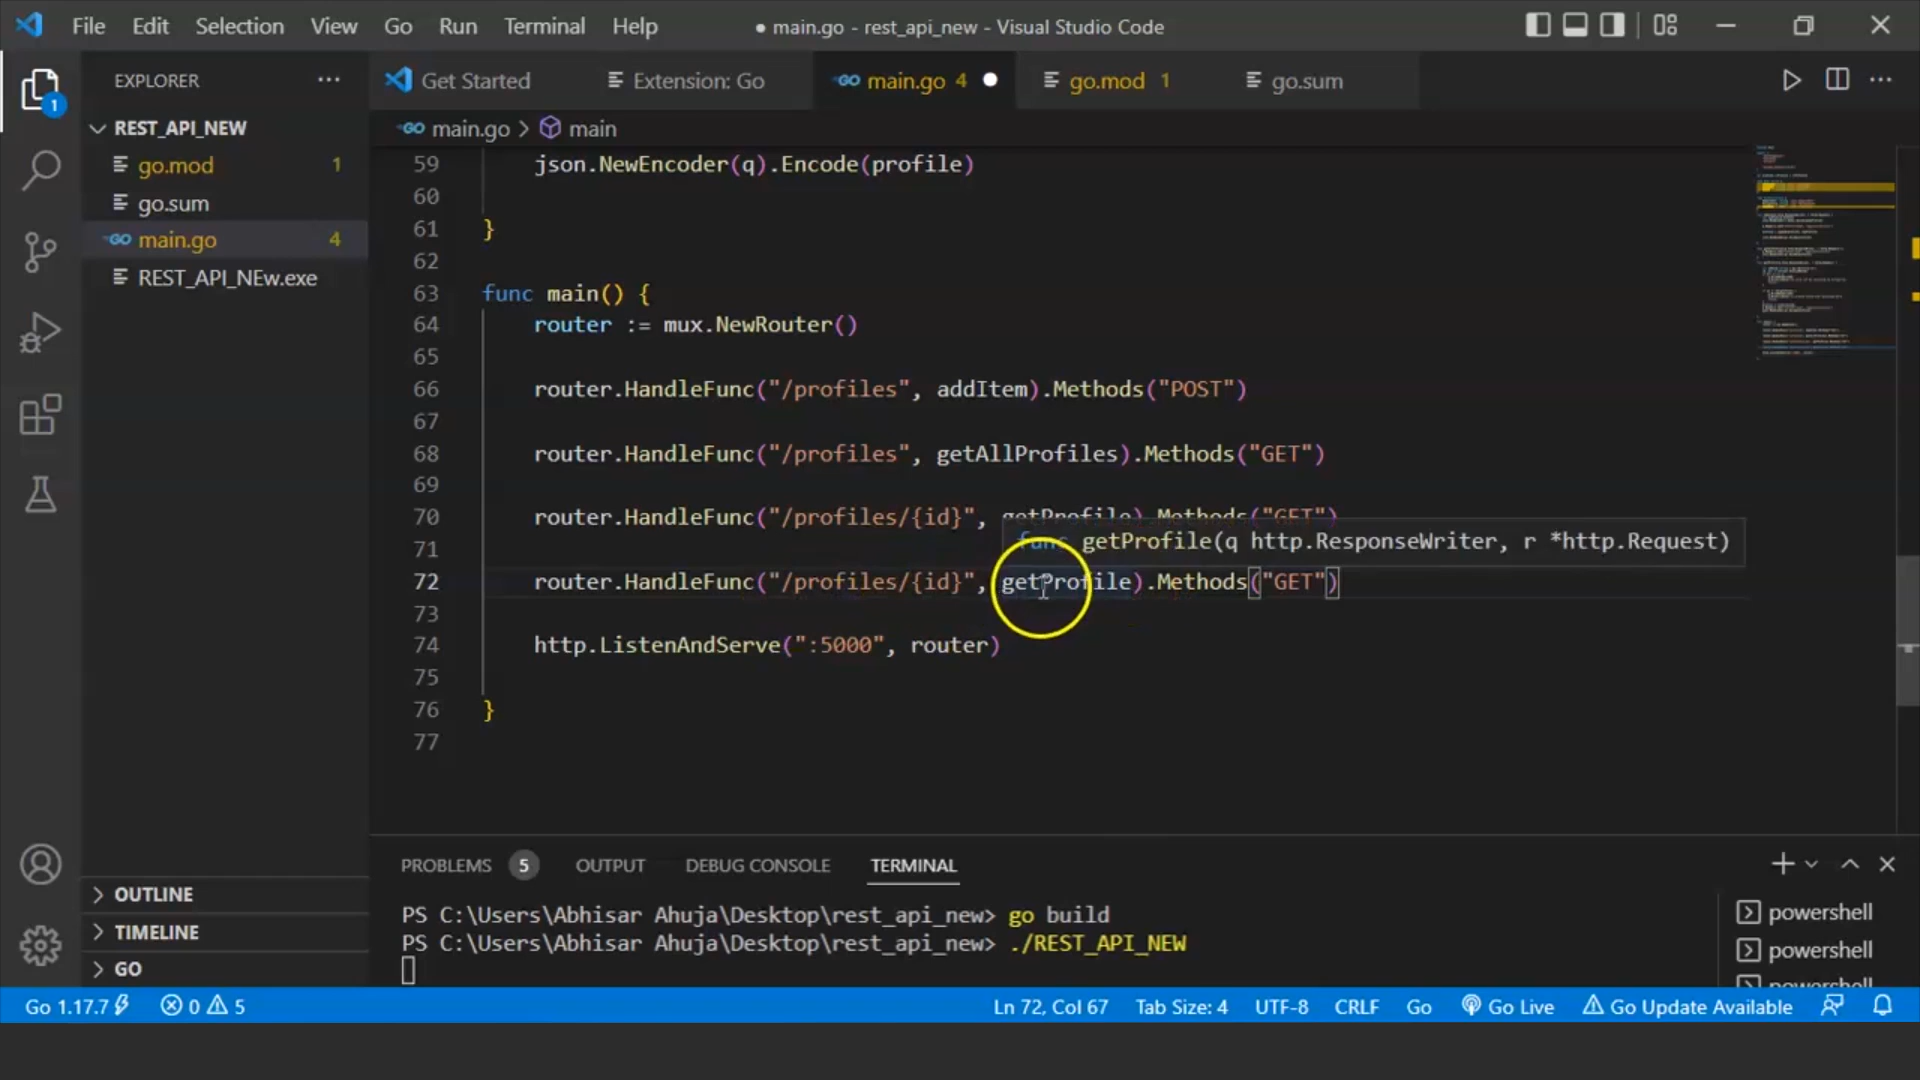 File Edit Selection View Go Run Terminal Help
● main.go - rest_api_new - Visual Studio Code
EXPLORER
Get Started
Extension: Go
main.go 4
go.mod 1
go.sum
REST_API_NEW
main.go > main
go.mod 1
go.sum
main.go 4
REST_API_NEw.exe
59 json.NewEncoder(q).Encode(profile)
60
61 }
62
63 func main() {
64 router := mux.NewRouter()
65
66 router.HandleFunc("/profiles", addItem).Methods("POST")
67
68 router.HandleFunc("/profiles", getAllProfiles).Methods("GET")
69
70 router.HandleFunc("/profiles/{id}", getProfile).Methods("GET")
71
func getProfile(q http.ResponseWriter, r *http.Request)
72 router.HandleFunc("/profiles/{id}", getProfile).Methods("GET")
73
74 http.ListenAndServe(":5000", router)
75
76 }
77
OUTLINE
TIMELINE
GO
PROBLEMS 5 OUTPUT DEBUG CONSOLE TERMINAL
PS C:\Users\Abhisar Ahuja\Desktop\rest_api_new> go build
PS C:\Users\Abhisar Ahuja\Desktop\rest_api_new> ./REST_API_NEW
powershell
powershell
powershell
Go 1.17.7 0 5 Ln 72, Col 67 Tab Size: 4 UTF-8 CRLF Go Go Live Go Update Available